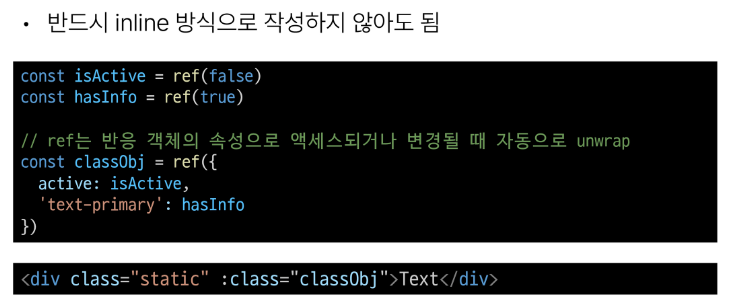 • 반드시 inline 방식으로 작성하지 않아도 됨
const isActive = ref(false)
const hasInfo = ref(true)
// ref는 반응 객체의 속성으로 액세스되거나 변경될 때 자동으로 unwrap
const classObj = ref({
  active: isActive,
  'text-primary': hasInfo
})
<div class="static" :class="classObj">Text</div>